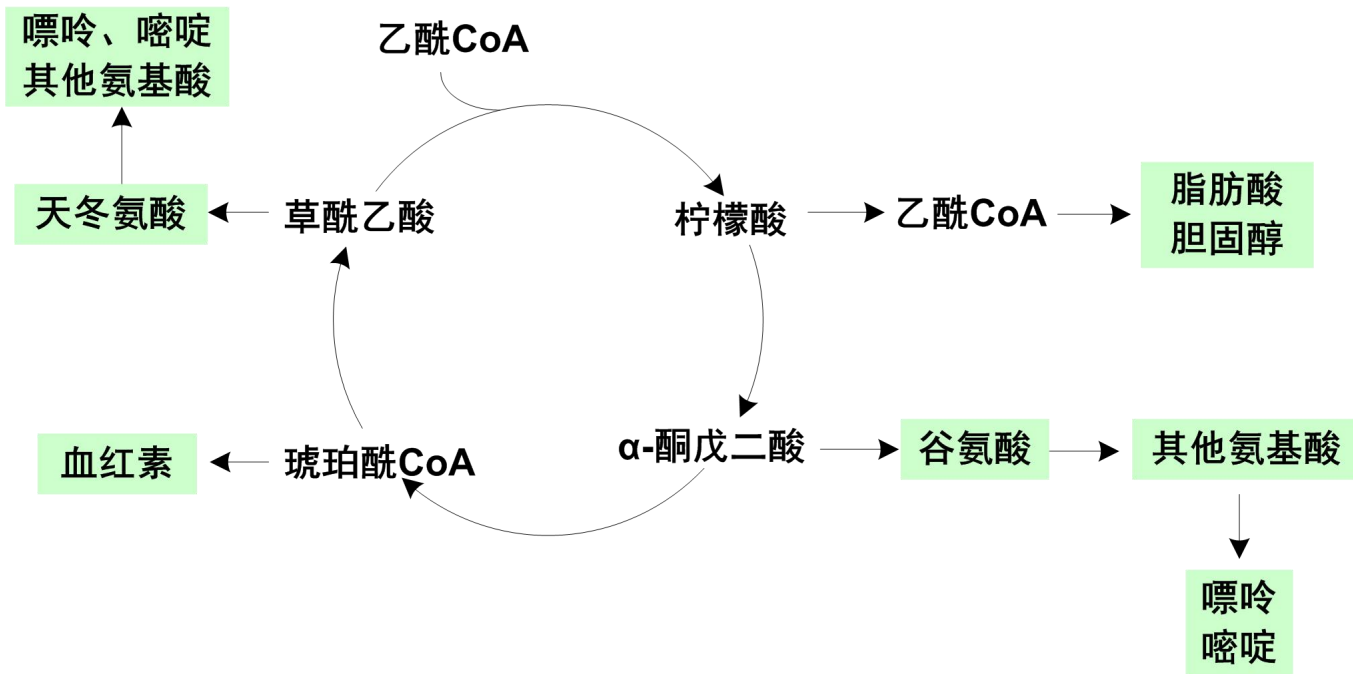 嘌呤、嘧啶
其他氨基酸
乙酰CoA
天冬氨酸
草酰乙酸
柠檬酸
乙酰CoA
脂肪酸
胆固醇
血红素
琥珀酰CoA
α-酮戊二酸
谷氨酸
其他氨基酸
嘌呤
嘧啶